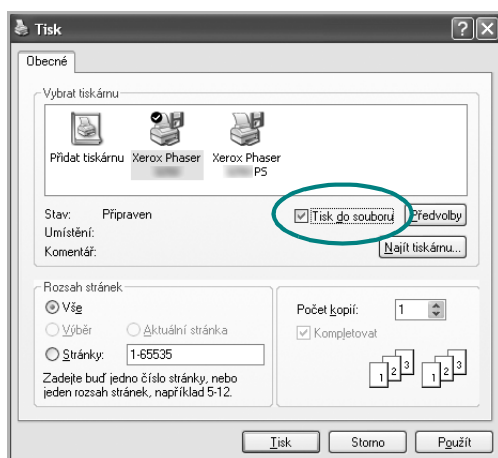 Tisk
Obecné
Vybrat tiskárnu
Přidat tiskárnu
Xerox Phaser
Xerox Phaser
PS
Stav: Připraven
Umístění:
Komentář:
Tisk do souboru
Předvolby
Najít tiskárnu...
Rozsah stránek
Vše
Výběr
Aktuální stránka
Stránky: 1-65535
Zadejte buď jedno číslo stránky, nebo
jeden rozsah stránek, například 5-12.
Počet kopií: 1
Kompletovat
1 2 3 1 2 3
Tisk
Storno
Použít